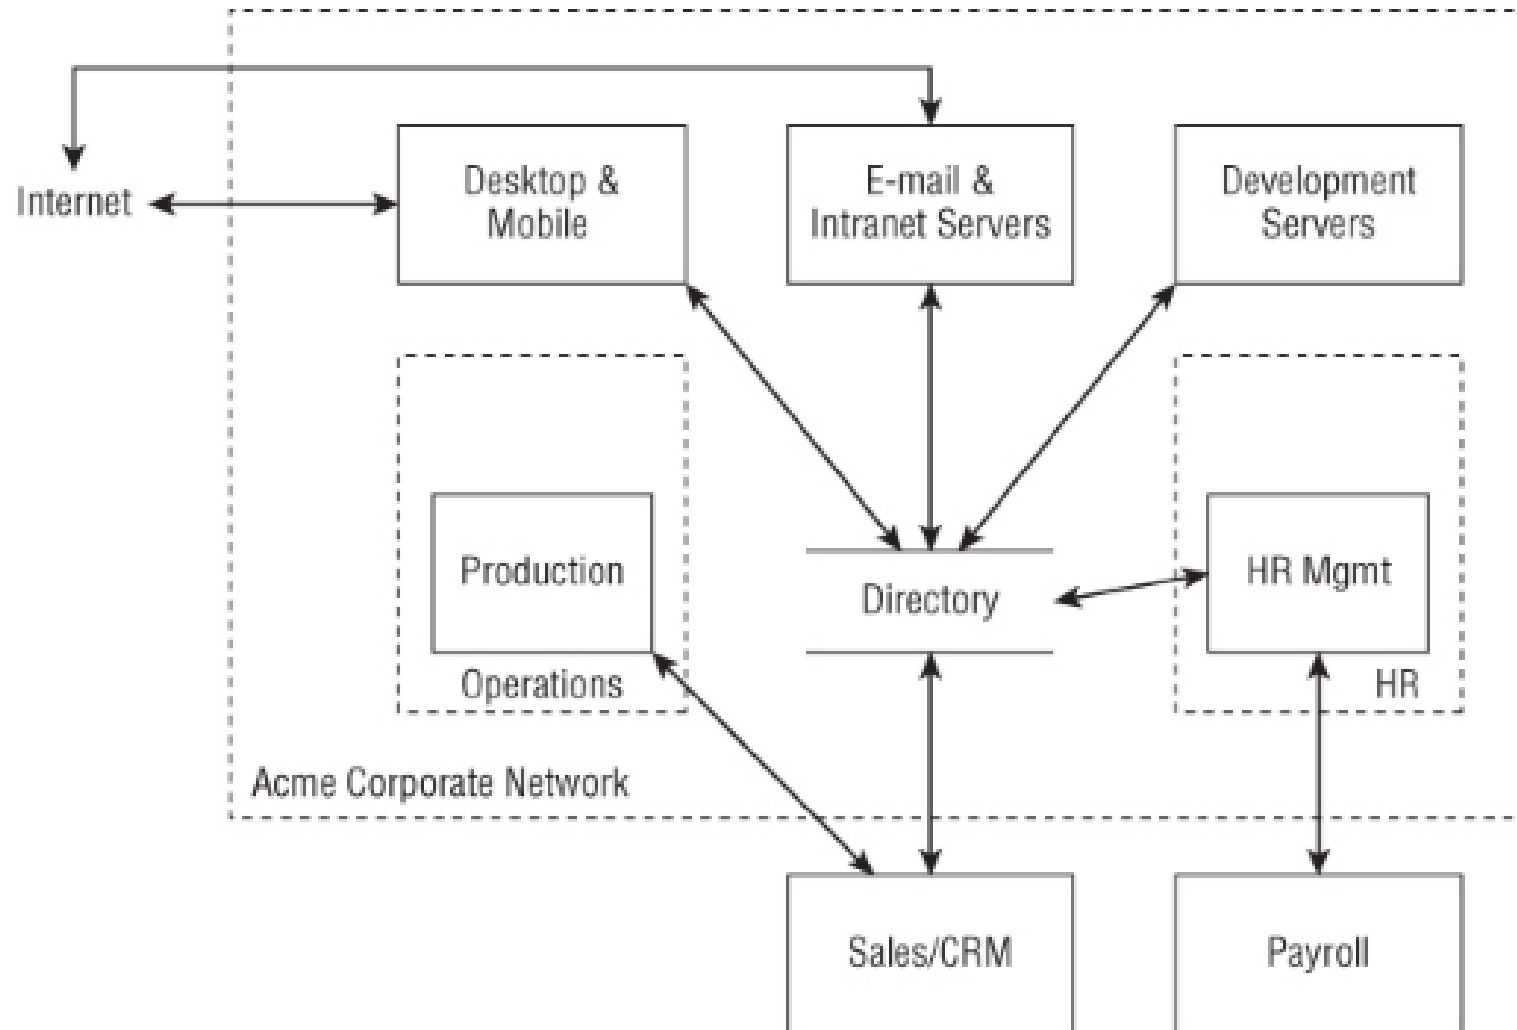 Desktop &
Mobile
E-mail &
Intranet Servers
Development
Servers
Internet
Production
Operations
Directory
HR Mgmt
HR
Acme Corporate Network
Sales/CRM
Payroll